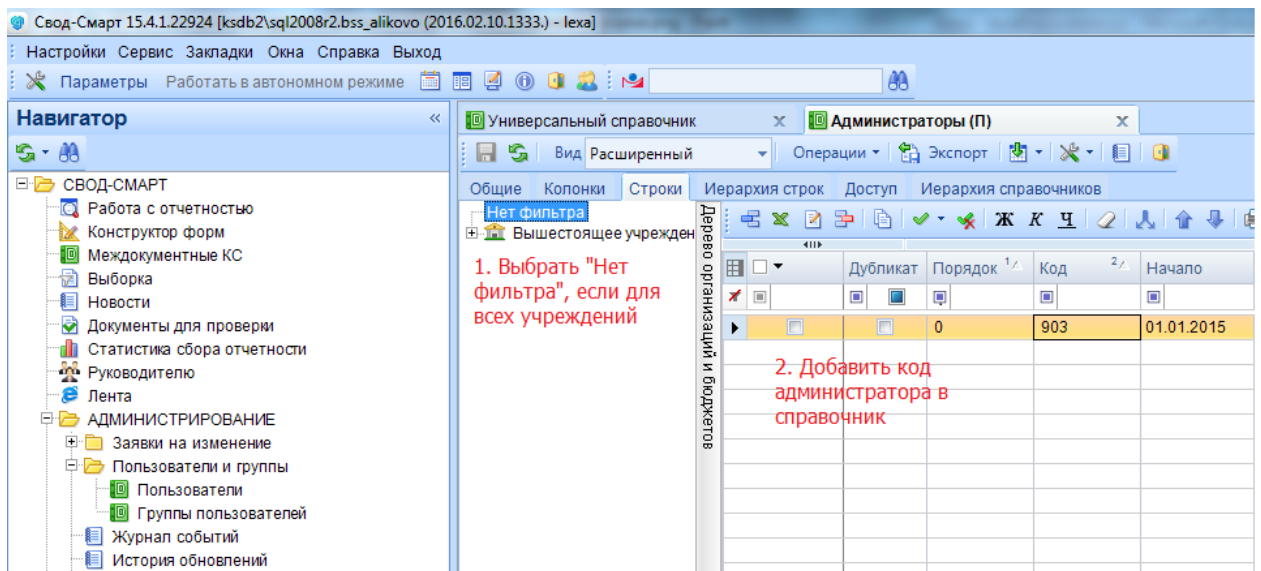 Свод-Смарт 15.4.1.22924 [ksdb2\sql2008r2.bss_alikovo (2016.02.10.1333.) - lexa]
Настройки Сервис Закладки Окна Справка Выход
Параметры Работать в автономном режиме
Навигатор «
СВОД-СМАРТ
Работа с отчетностью
Конструктор форм
Междокументные КС
Выборка
Новости
Документы для проверки
Статистика сбора отчетности
Руководителю
Лента
АДМИНИСТРИРОВАНИЕ
Заявки на изменение
Пользователи и группы
Пользователи
Группы пользователей
Журнал событий
История обновлений
Универсальный справочник x Администраторы (П) x
Вид Расширенный Операции Экспорт
Общие Колонки Строки Иерархия строк Доступ Иерархия справочников
Нет фильтра
Вышестоящее учрежден
1. Выбрать "Нет
фильтра", если для
всех учреждений
Дерево организаций и бюджетов
Ж К Ч
Дубликат Порядок 1 Код 2 Начало
0 903 01.01.2015
2. Добавить код
администратора в
справочник